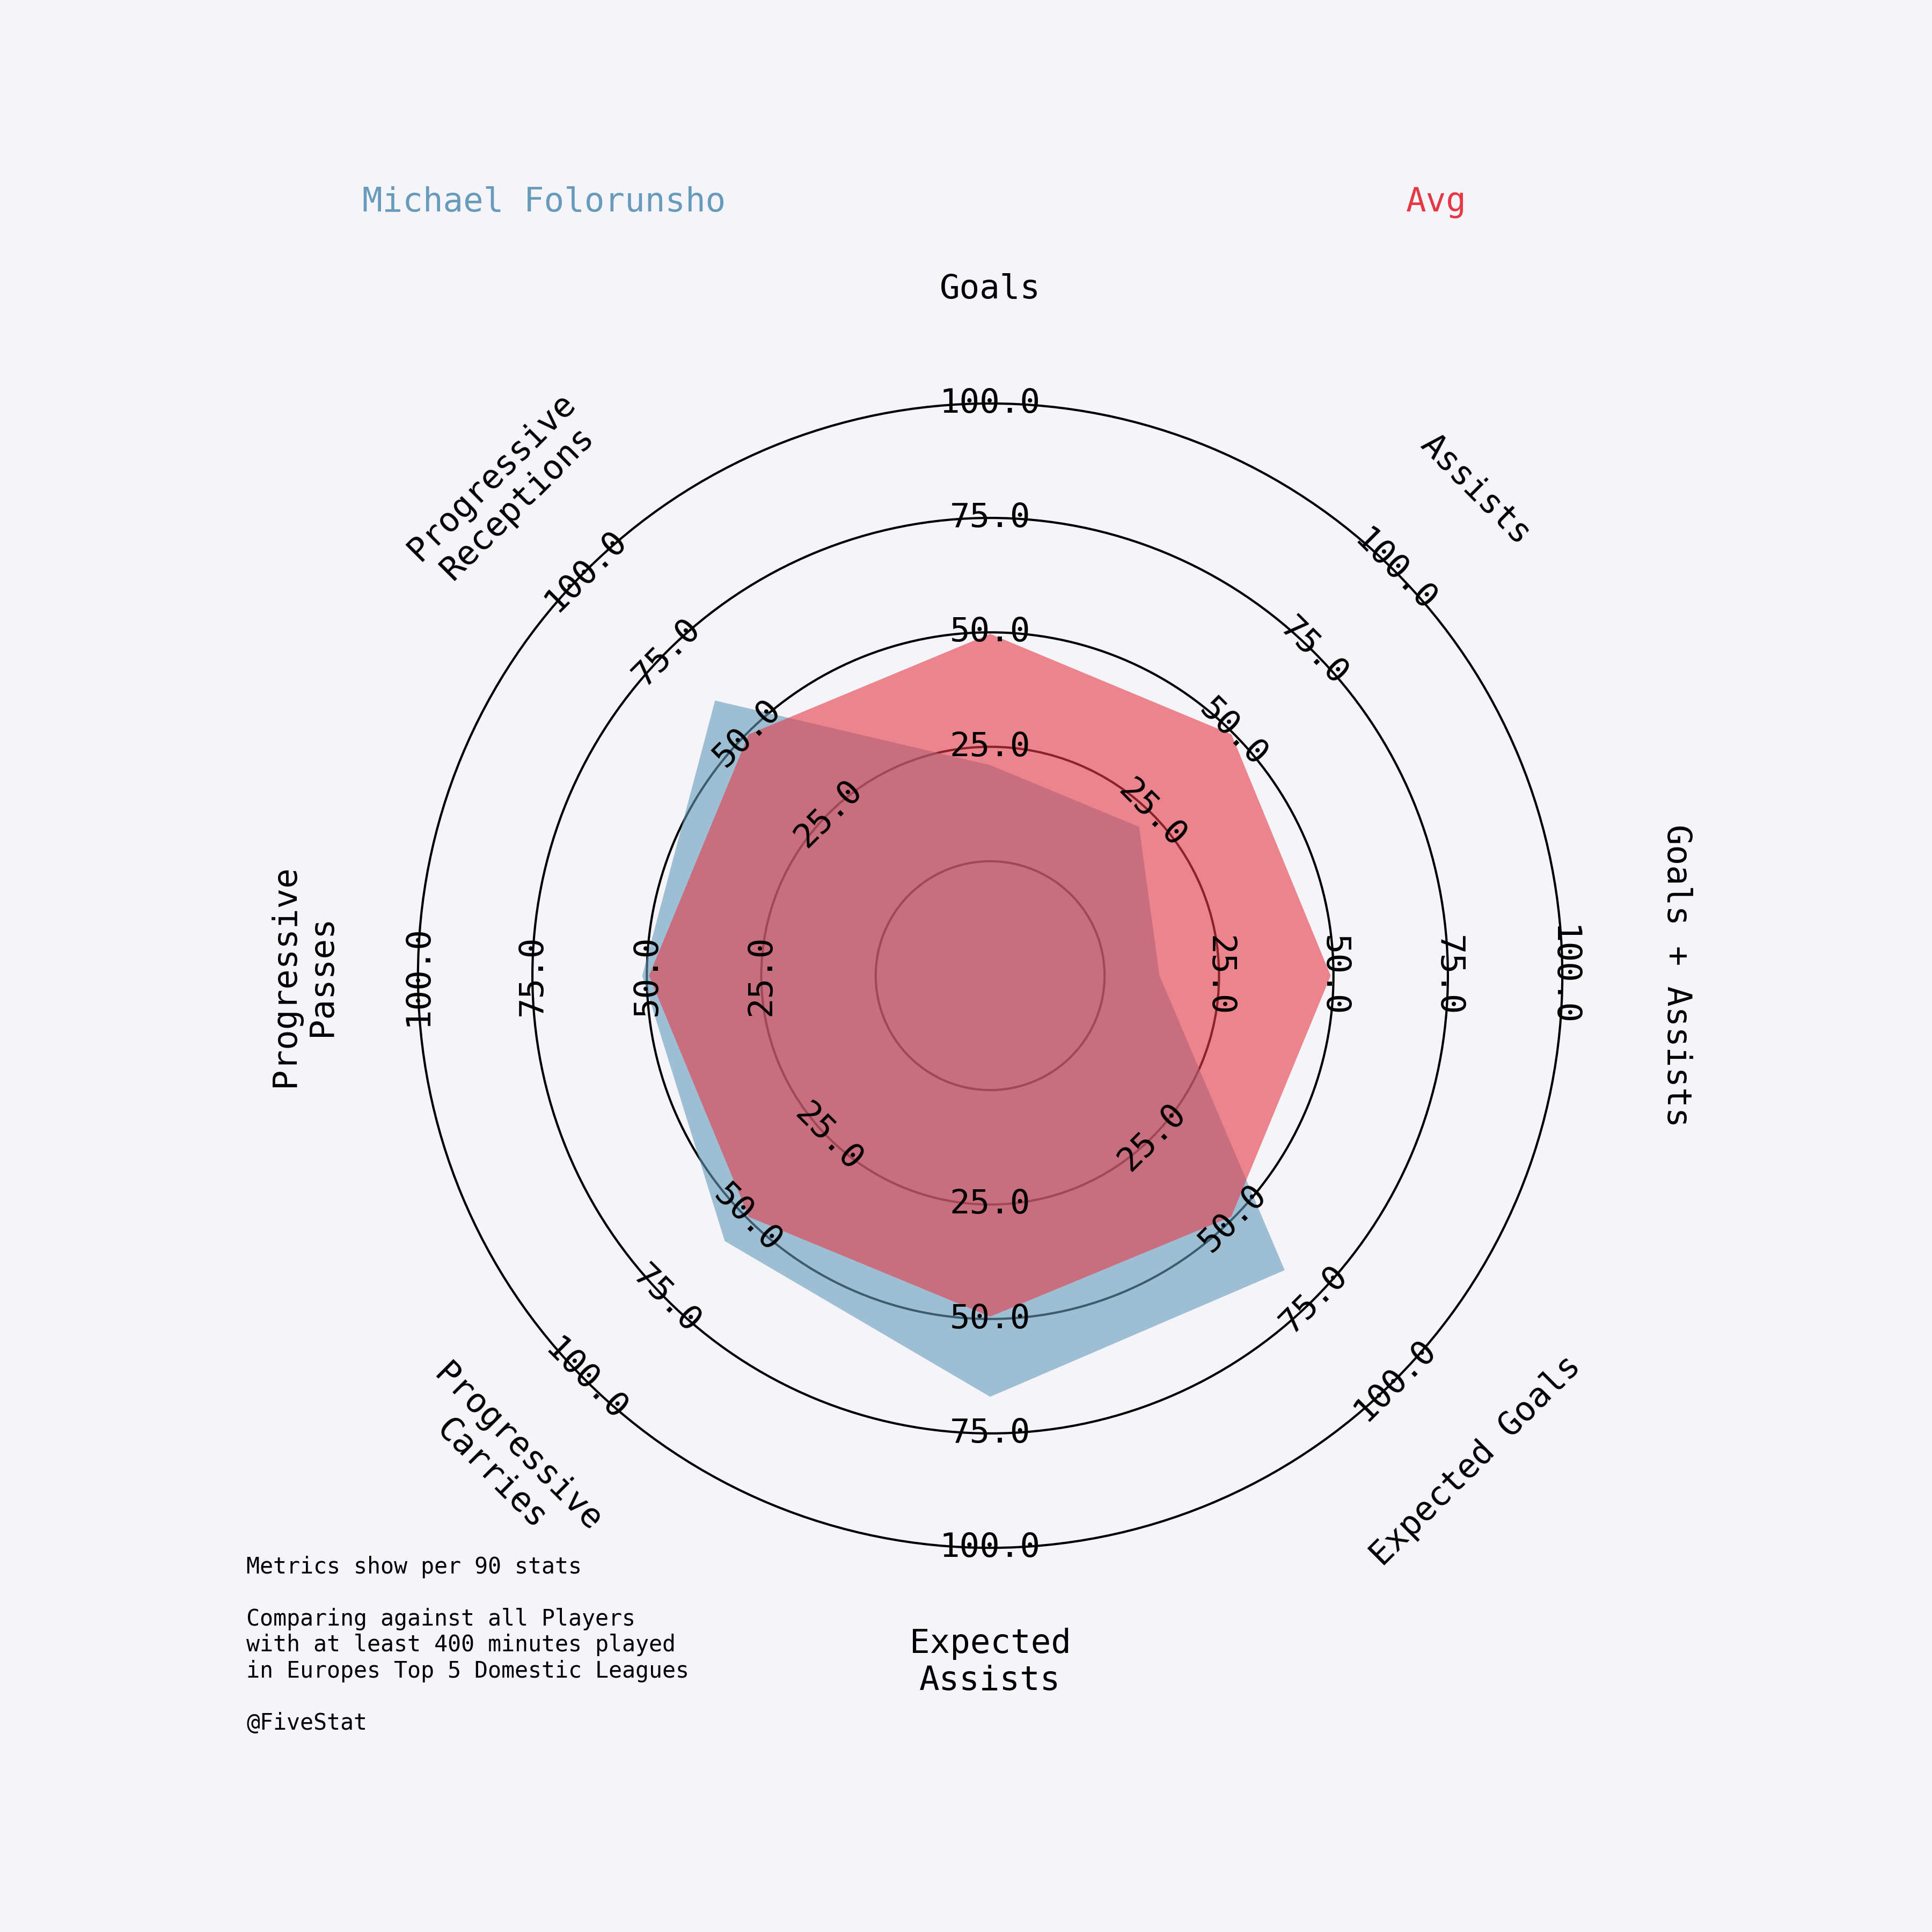 Michael Folorunsho
Avg
Goals
Assists
Goals + Assists
Expected Goals
Expected
Assists
Progressive
Carries
Progressive
Passes
Progressive
Receptions
25.0
50.0
75.0
100.0
25.0
50.0
75.0
100.0
25.0
50.0
75.0
100.0
25.0
50.0
75.0
100.0
25.0
50.0
75.0
100.0
25.0
50.0
75.0
100.0
25.0
50.0
75.0
100.0
25.0
50.0
75.0
100.0
Metrics show per 90 stats
Comparing against all Players
with at least 400 minutes played
in Europes Top 5 Domestic Leagues
@FiveStat